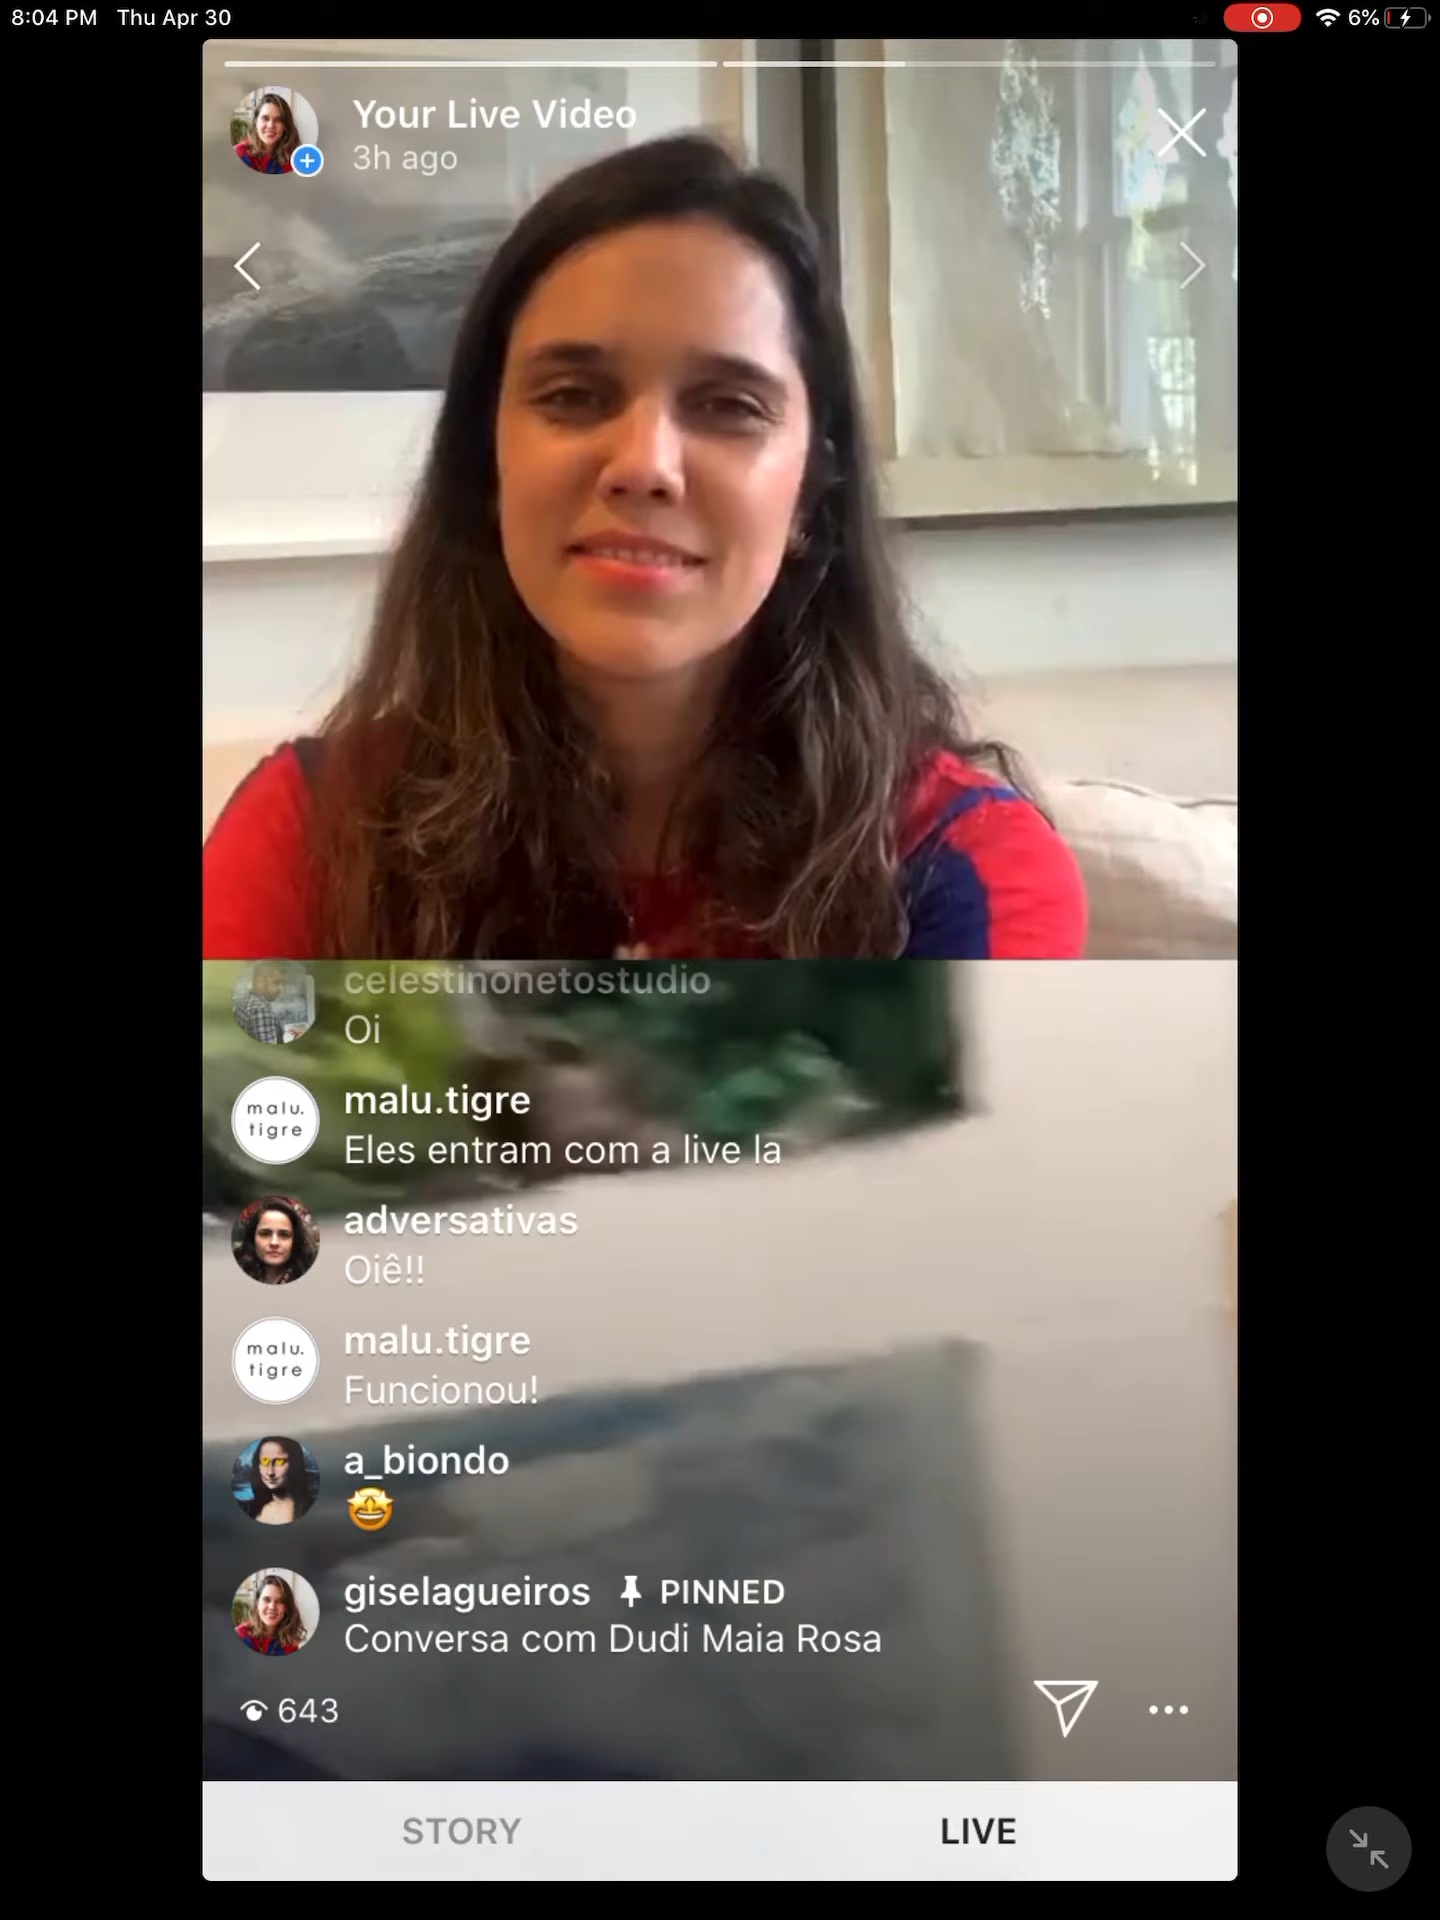 8:04 PM Thu Apr 30
6%
Your Live Video
3h ago
celestinonetostudio
Oi
malu.
tigre
malu.tigre
Eles entram com a live la
adversativas
Oiê!!
malu.
tigre
malu.tigre
Funcionou!
a_biondo
🤩
giselagueiros PINNED
Conversa com Dudi Maia Rosa
643
STORY LIVE